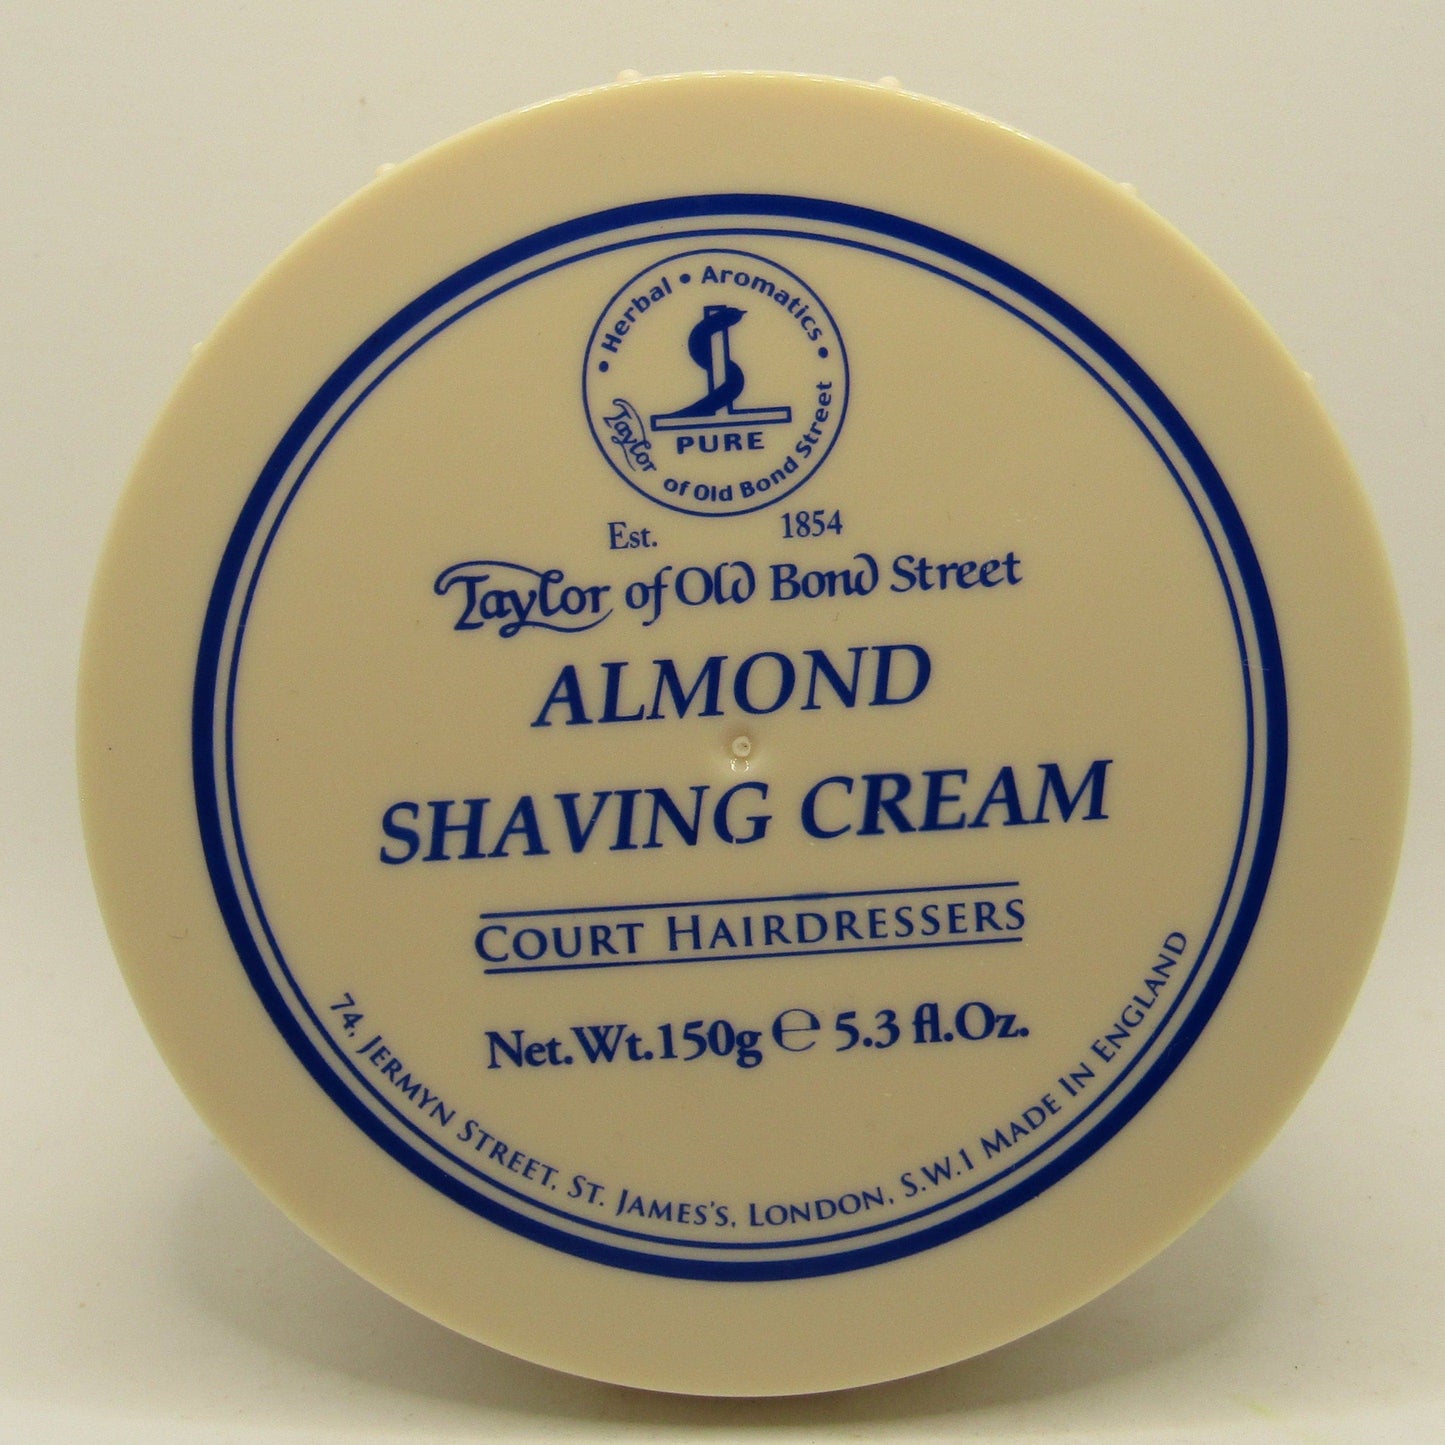 • Herbal • Aromatics •
PURE
Taylor of Old Bond Street
Est. 1854
Taylor of Old Bond Street
ALMOND
SHAVING CREAM
COURT HAIRDRESSERS
Net.Wt.150g ℮ 5.3 fl.Oz.
74, JERMYN STREET, ST. JAMES'S, LONDON, S.W.1 MADE IN ENGLAND